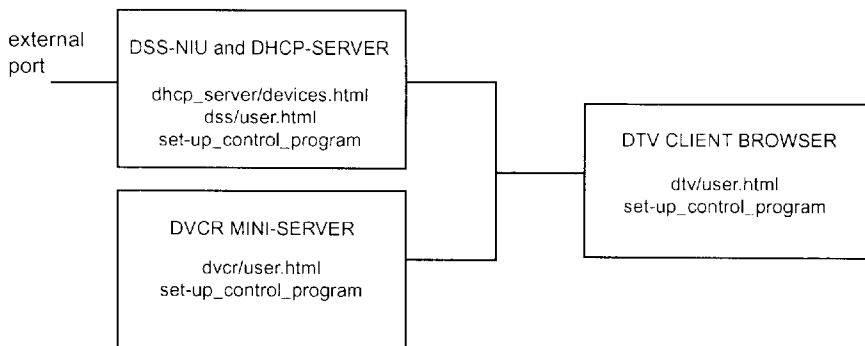 external
port
DSS-NIU and DHCP-SERVER
dhcp_server/devices.html
dss/user.html
set-up_control_program
DVCR MINI-SERVER
dvcr/user.html
set-up_control_program
DTV CLIENT BROWSER
dtv/user.html
set-up_control_program